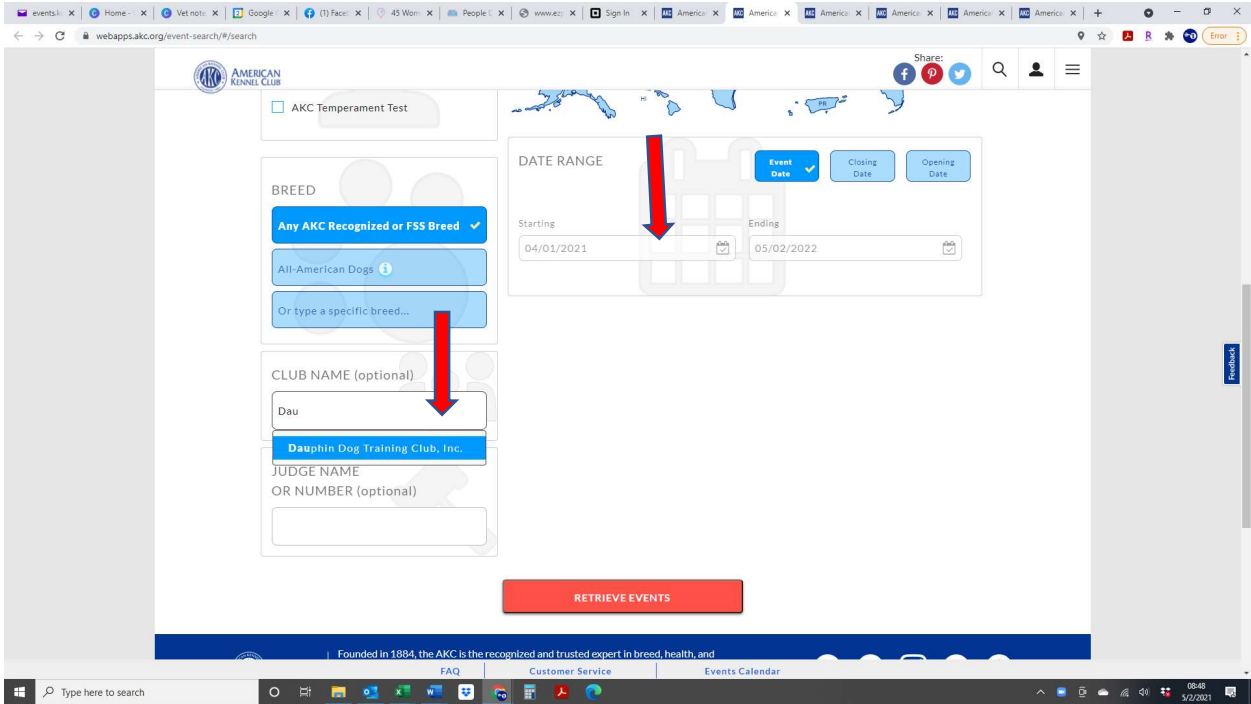 events.k
Home -
Vet note
Google
(1) Face
45 Wom
People
www.ez
Sign In
America
America
America
America
America
America
webapps.akc.org/event-search/#/search
Error
AKC
AMERICAN
KENNEL CLUB
Share:
AKC Temperament Test
HI
PR
DATE RANGE
Event
Date
Closing
Date
Opening
Date
Starting
Ending
04/01/2021
05/02/2022
BREED
Any AKC Recognized or FSS Breed
All-American Dogs
Or type a specific breed...
CLUB NAME (optional)
Dau
Dauphin Dog Training Club, Inc.
JUDGE NAME
OR NUMBER (optional)
Feedback
RETRIEVE EVENTS
Founded in 1884, the AKC is the recognized and trusted expert in breed, health, and
FAQ
Customer Service
Events Calendar
Type here to search
08:48
5/2/2021